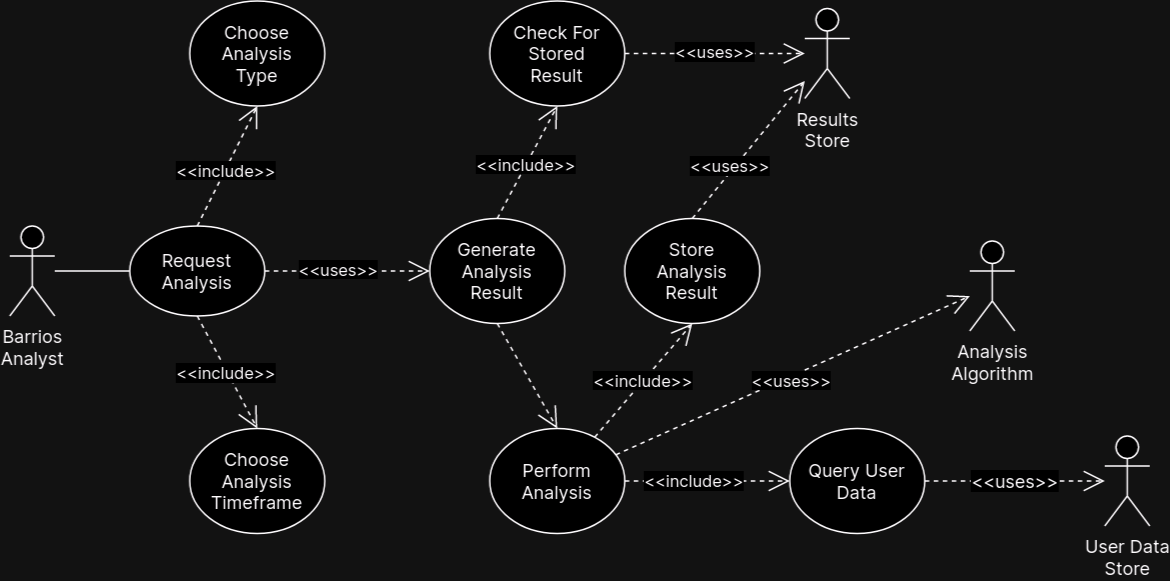 Choose
Analysis
Type
Check For
Stored
Result
<<uses>>
Results
Store
<<include>>
<<include>>
<<uses>>
Request
Analysis
<<uses>>
Generate
Analysis
Result
Store
Analysis
Result
Barrios
Analyst
Analysis
Algorithm
<<include>>
<<include>>
<<uses>>
Choose
Analysis
Timeframe
Perform
Analysis
<<include>>
Query User
Data
<<uses>>
User Data
Store